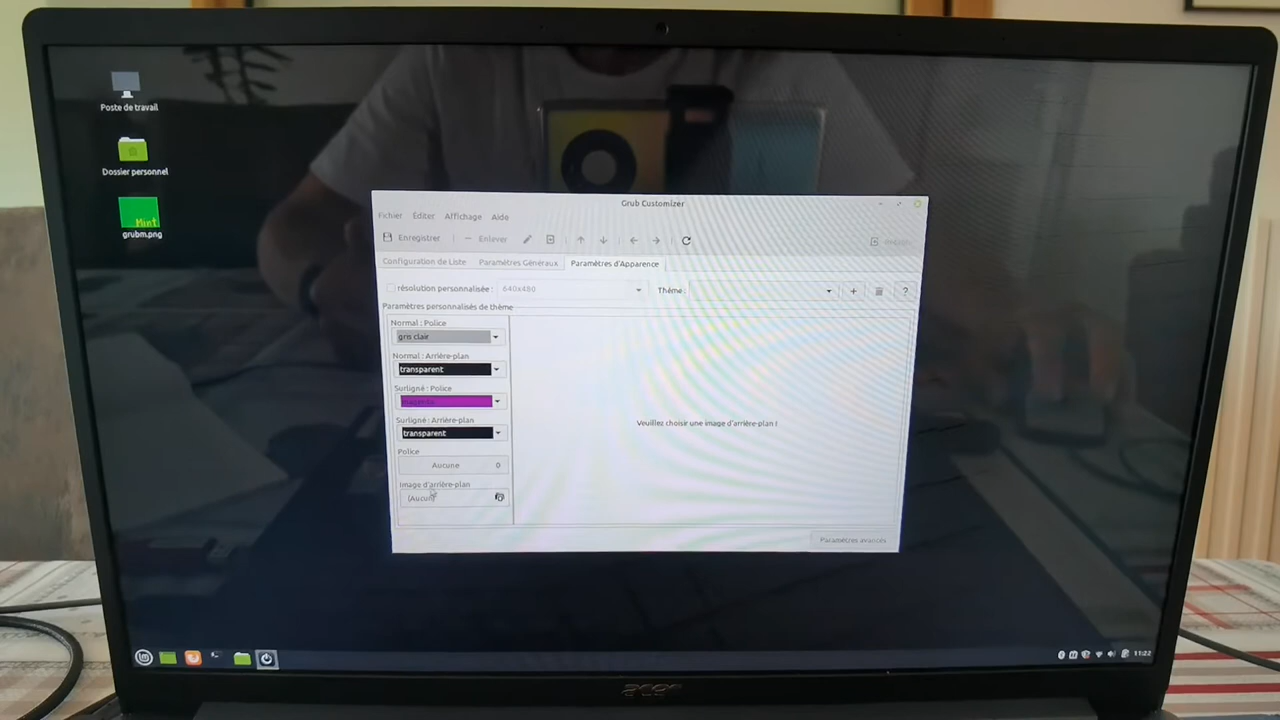 Poste de travail
Dossier personnel
Mint
grubm.png
Grub Customizer
Fichier Éditer Affichage Aide
Enregistrer Enlever
Configuration de Liste Paramètres Généraux Paramètres d'Apparence
résolution personnalisée : 640x480 Thème :
Paramètres personnalisés de thème
Normal : Police
gris clair
Normal : Arrière-plan
transparent
Surligné : Police
magenta
Surligné : Arrière-plan
transparent
Police
Aucune 0
Image d'arrière-plan
(Aucun)
Veuillez choisir une image d'arrière-plan !
Paramètres avancés
11:22
acer